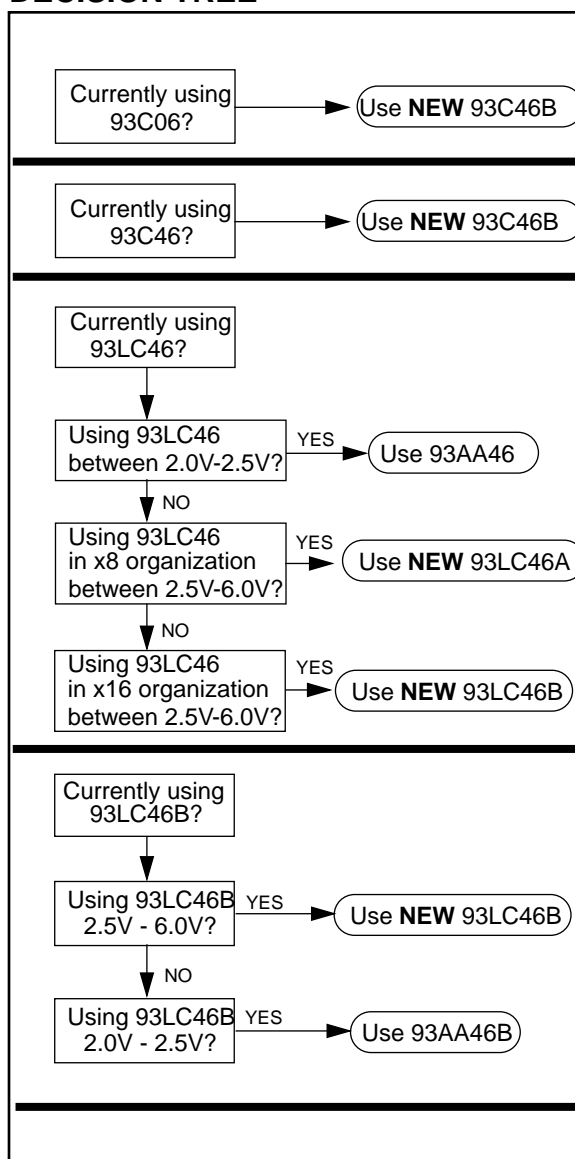 DECISION TREE
Currently using
93C06?
Use NEW 93C46B
Currently using
93C46?
Use NEW 93C46B
Currently using
93LC46?
Using 93LC46
between 2.0V-2.5V?
YES
Use 93AA46
NO
Using 93LC46
in x8 organization
between 2.5V-6.0V?
YES
Use NEW 93LC46A
NO
Using 93LC46
in x16 organization
between 2.5V-6.0V?
YES
Use NEW 93LC46B
Currently using
93LC46B?
Using 93LC46B
2.5V - 6.0V?
YES
Use NEW 93LC46B
NO
Using 93LC46B
2.0V - 2.5V?
YES
Use 93AA46B